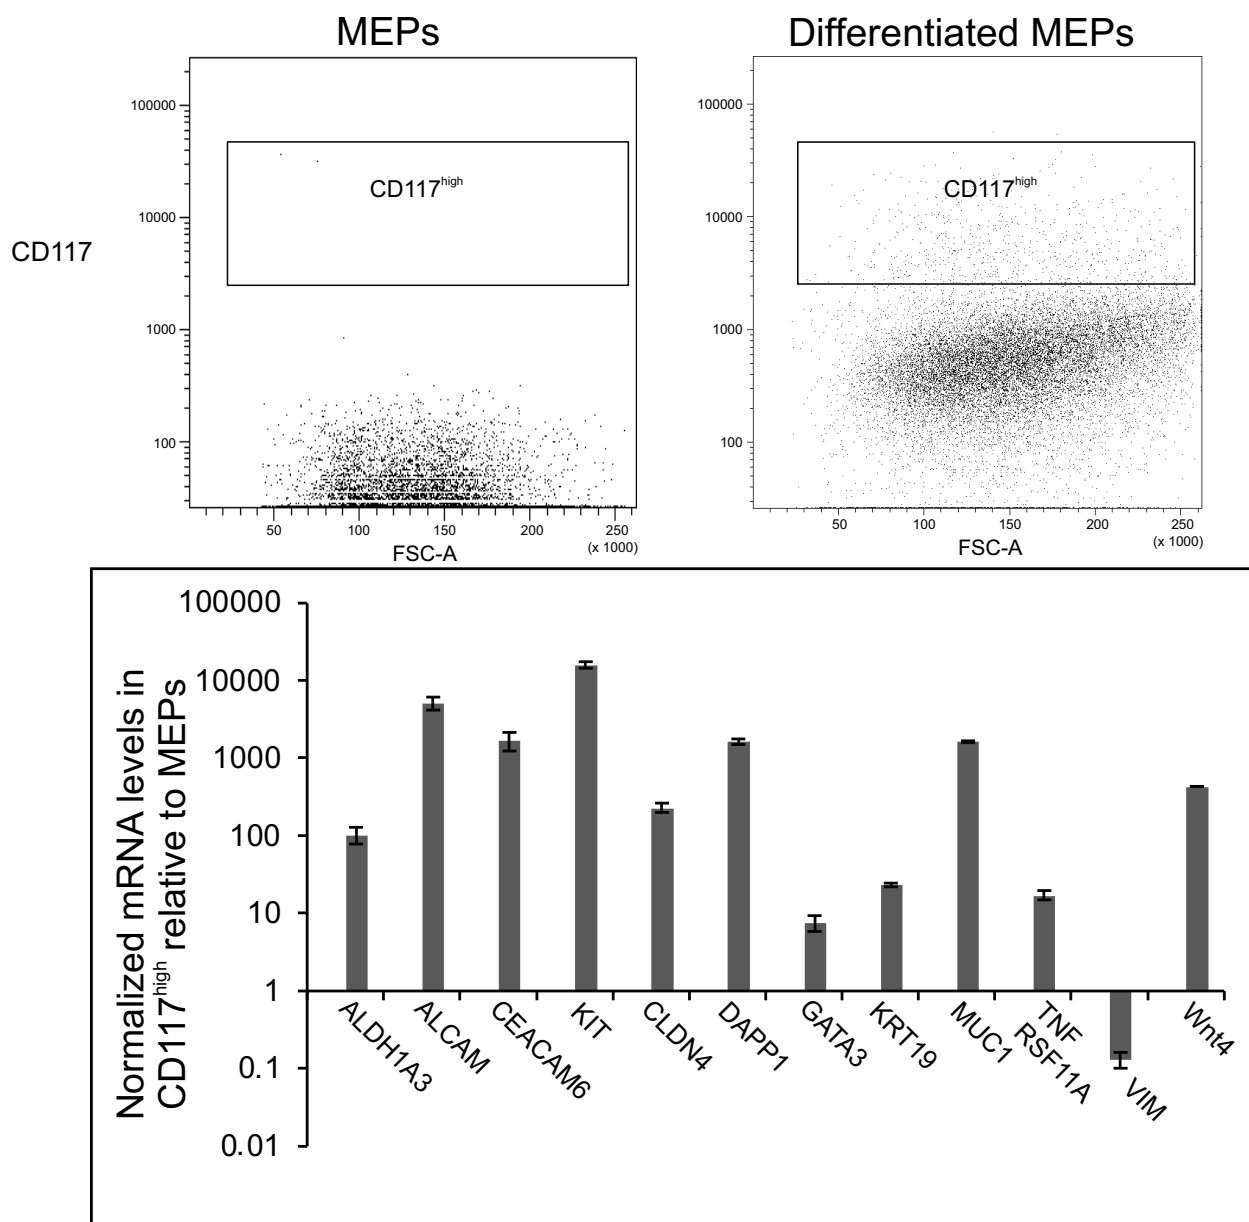 MEPs
Differentiated MEPs
CD117
100000
10000
1000
100
CD117high
50 100 150 200 250
(x 1000)
FSC-A
100000
10000
1000
100
CD117high
50 100 150 200 250
(x 1000)
FSC-A
Normalized mRNA levels in
CD117high relative to MEPs
100000
10000
1000
100
10
1
0.1
0.01
ALDH1A3
ALCAM
CEACAM6
KIT
CLDN4
DAPP1
GATA3
KRT19
MUC1
TNF
RSF11A
VIM
Wnt4